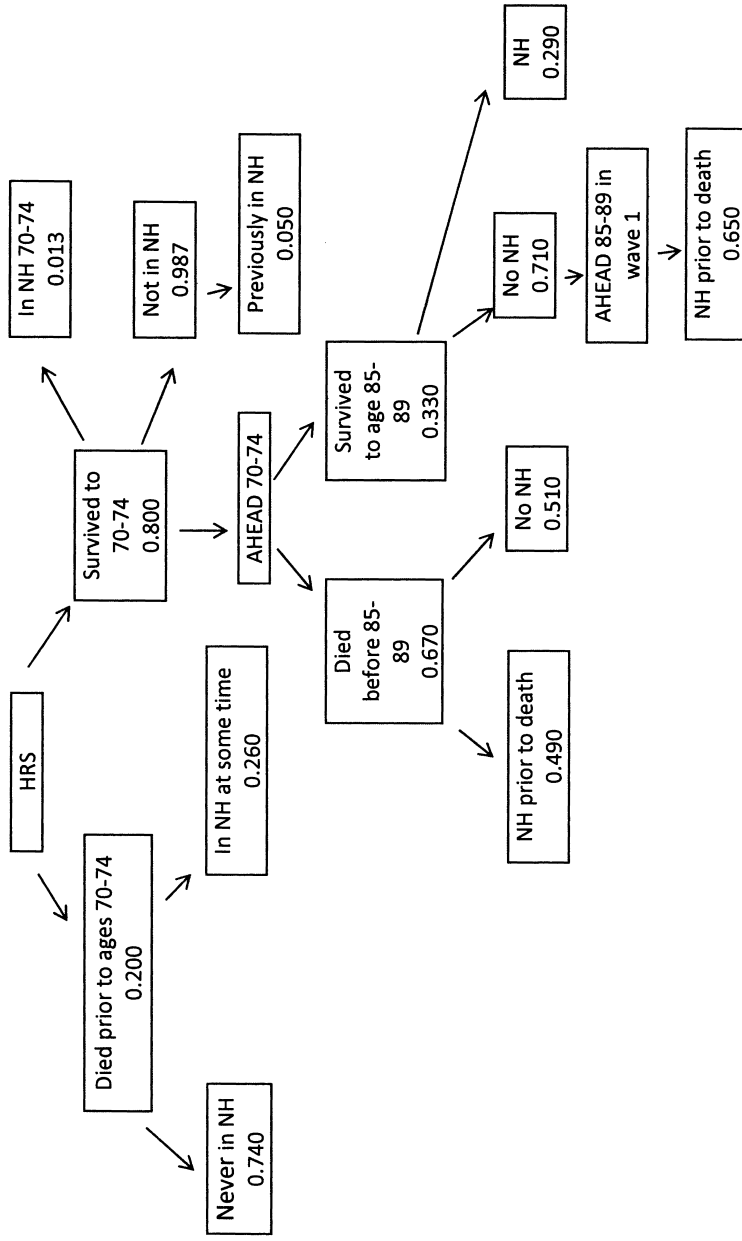 HRS
Died prior to ages 70-74
0.200
Survived to
70-74
0.800
In NH 70-74
0.013
Not in NH
0.987
Never in NH
0.740
In NH at some time
0.260
AHEAD 70-74
Previously in NH
0.050
Died
before 85-
89
0.670
Survived
to age 85-
89
0.330
NH prior to death
0.490
No NH
0.510
No NH
0.710
NH
0.290
AHEAD 85-89 in
wave 1
NH prior to death
0.650